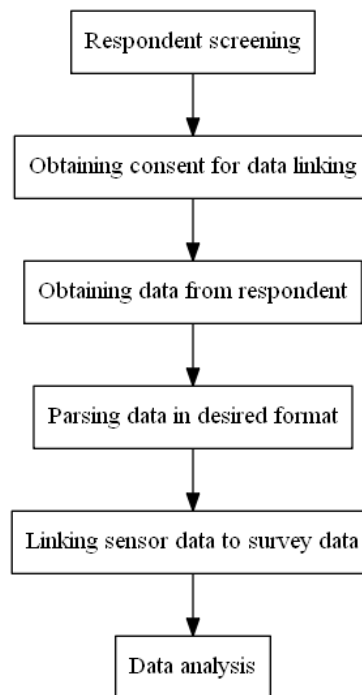 Respondent screening
Obtaining consent for data linking
Obtaining data from respondent
Parsing data in desired format
Linking sensor data to survey data
Data analysis